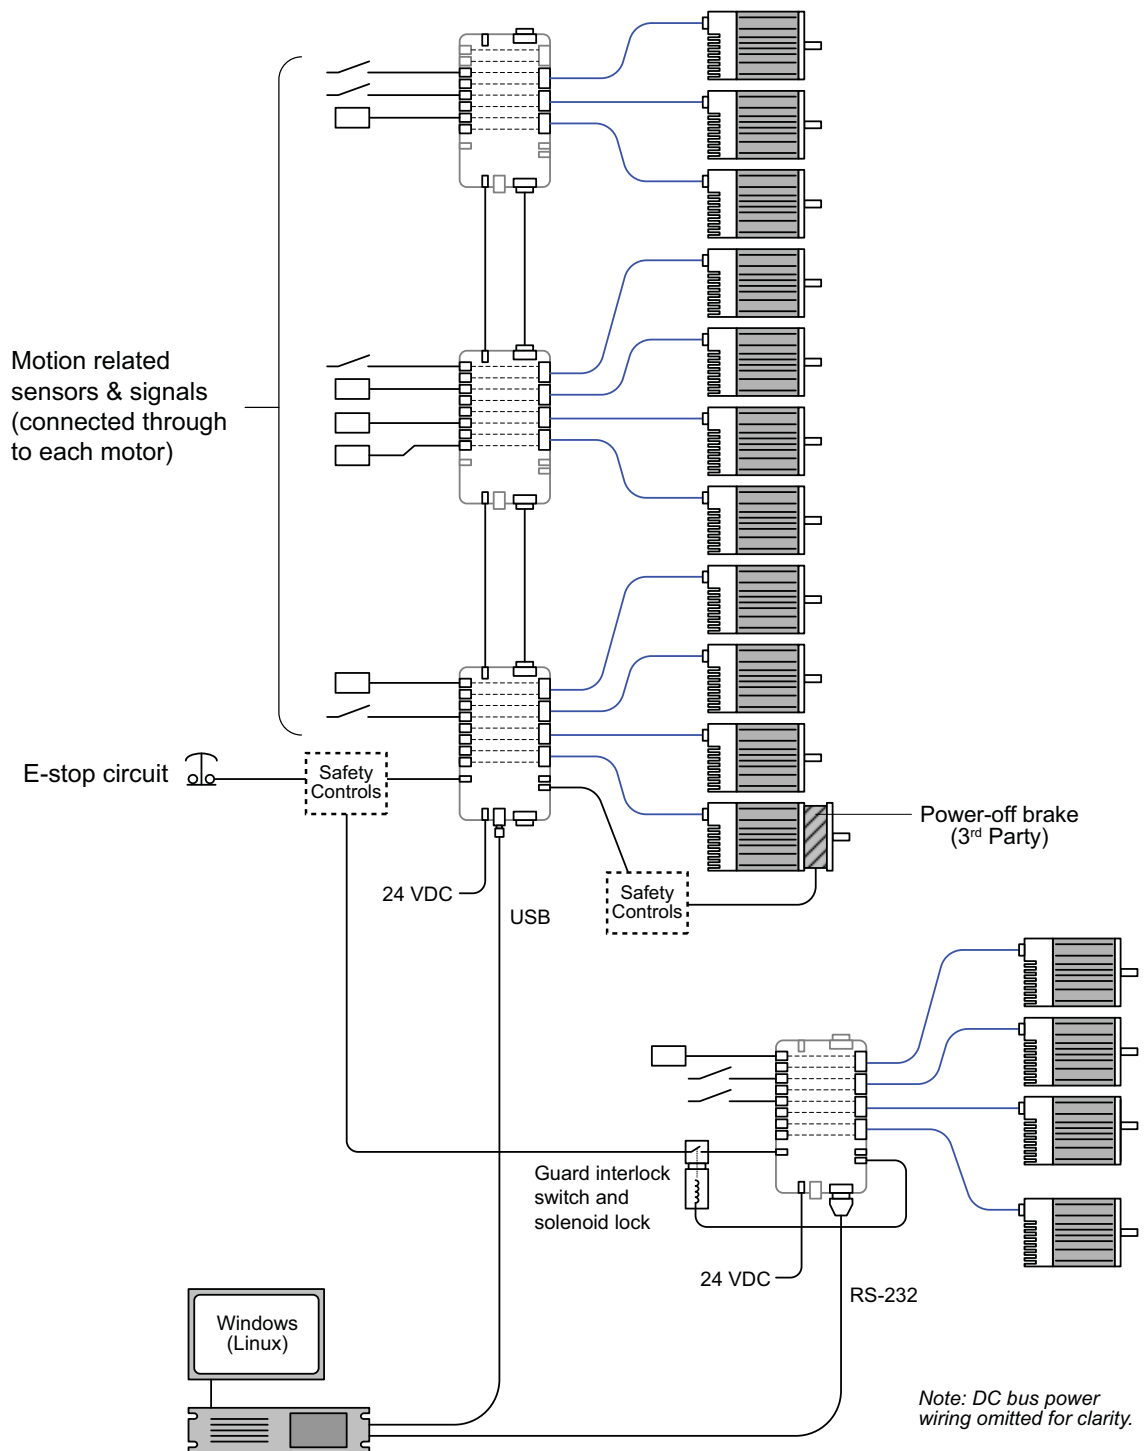 Motion related
sensors & signals
(connected through
to each motor)
E-stop circuit
Safety
Controls
Power-off brake
(3rd Party)
24 VDC
USB
Safety
Controls
Guard interlock
switch and
solenoid lock
24 VDC
RS-232
Windows
(Linux)
Note: DC bus power
wiring omitted for clarity.